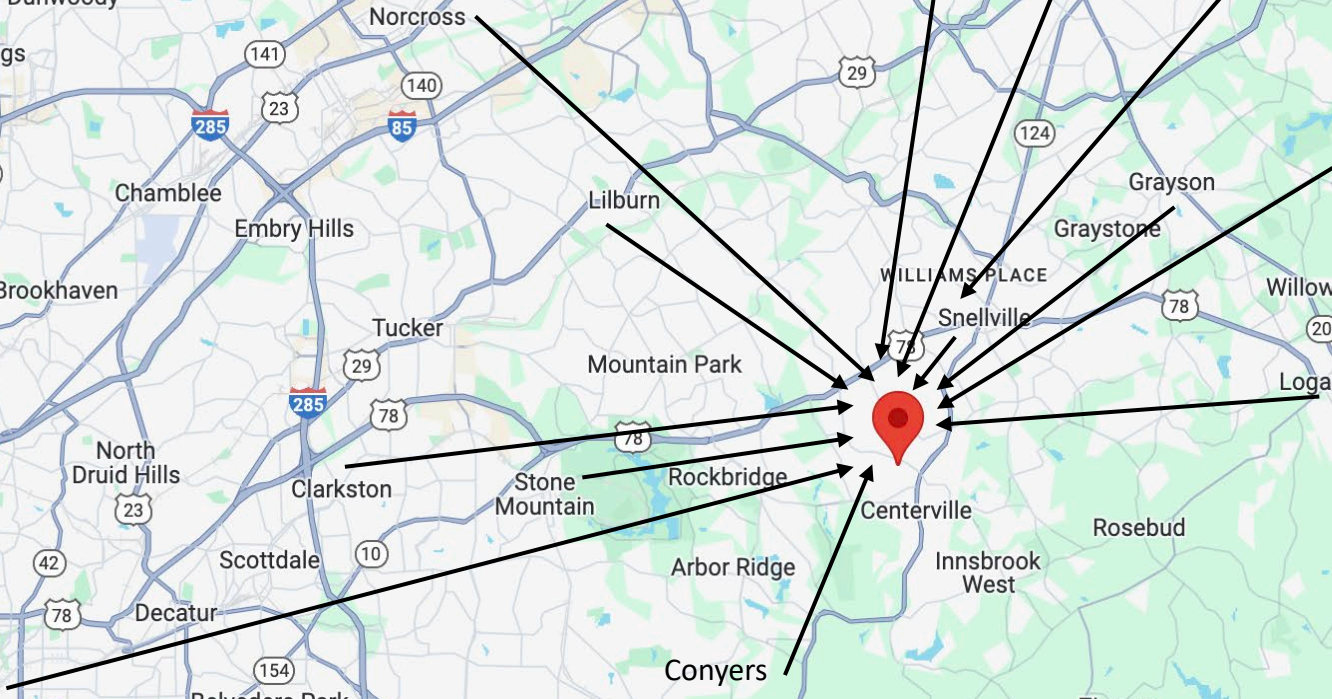 Dunwoody
Norcross
141
gs
29
140
23
285
85
124
Chamblee
Lilburn
Grayson
Embry Hills
Graystone
WILLIAMS PLACE
Brookhaven
Willow
78
Snellville
Tucker
20
78
29
Mountain Park
Loga
285
78
78
North
Druid Hills
Rockbridge
Clarkston
Stone
Mountain
23
Centerville
Rosebud
10
42
Scottdale
Arbor Ridge
Innsbrook
West
78
Decatur
154
Conyers
Belvedere Park